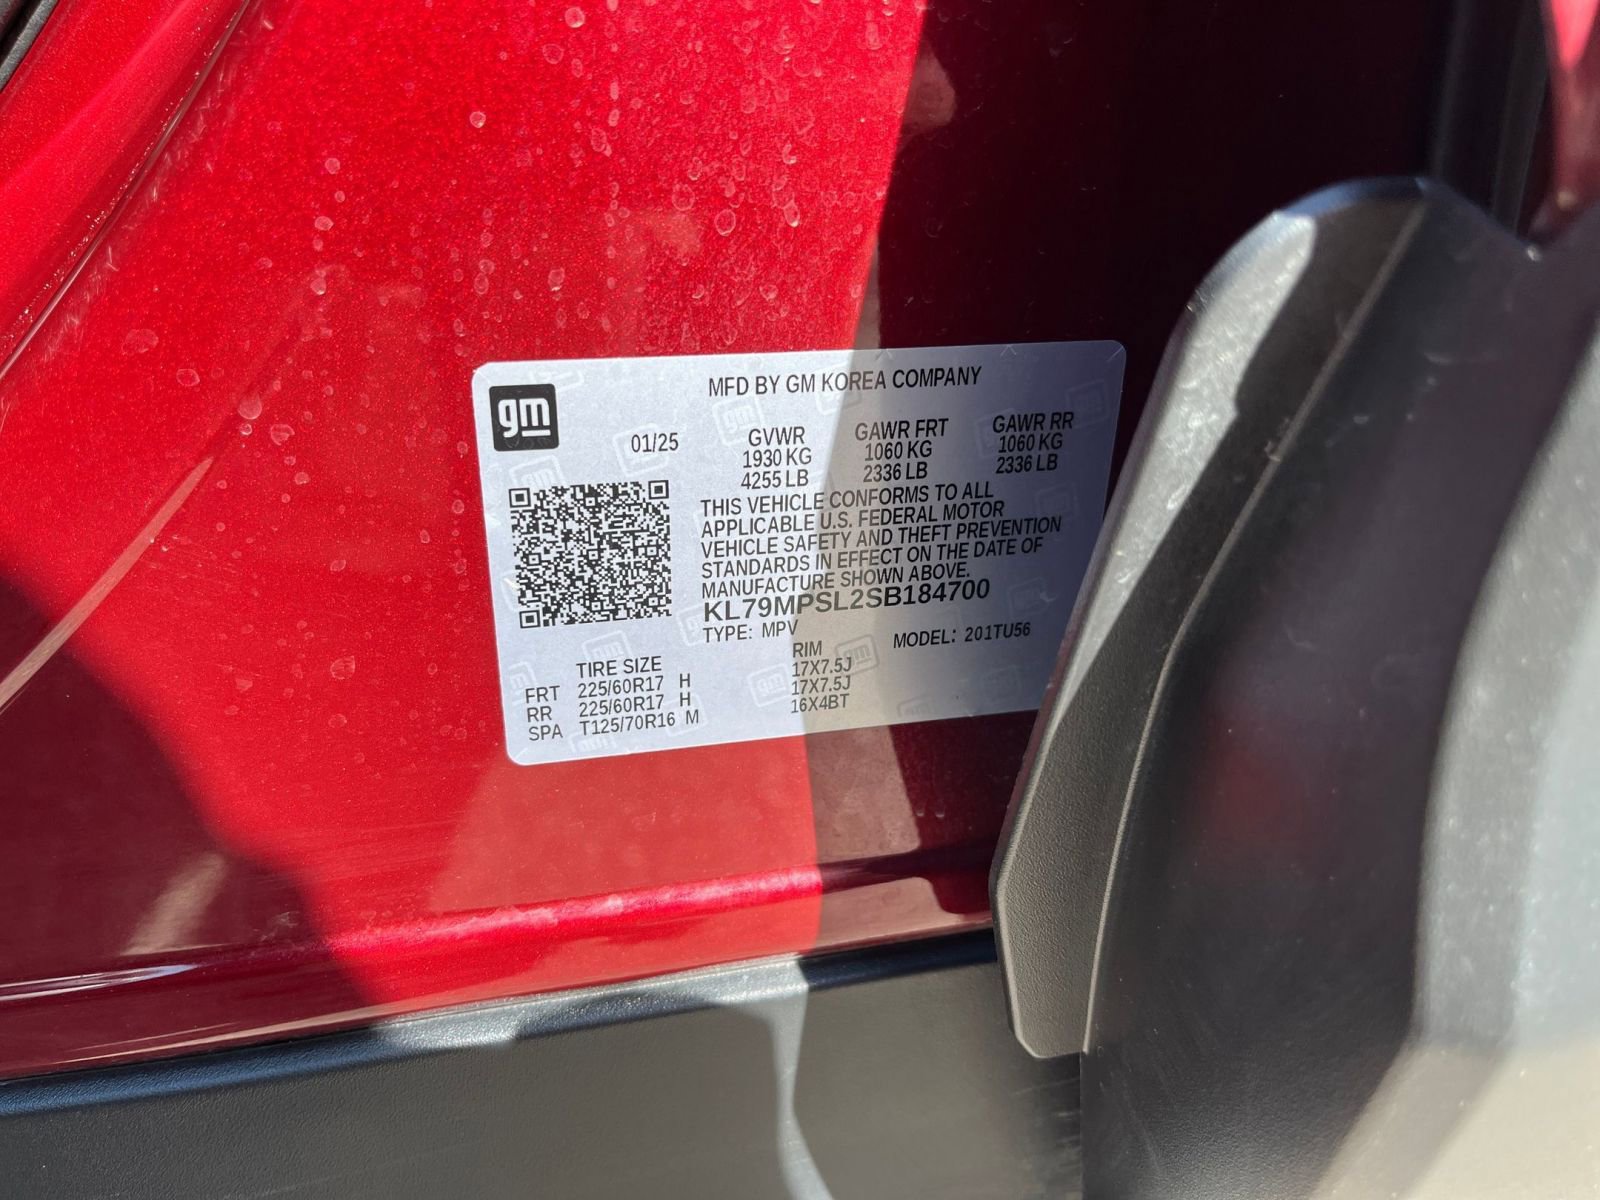 gm
MFD BY GM KOREA COMPANY
01/25
GVWR GAWR FRT GAWR RR
1930 KG 1060 KG 1060 KG
4255 LB 2336 LB 2336 LB
THIS VEHICLE CONFORMS TO ALL
APPLICABLE U.S. FEDERAL MOTOR
VEHICLE SAFETY AND THEFT PREVENTION
STANDARDS IN EFFECT ON THE DATE OF
MANUFACTURE SHOWN ABOVE.
KL79MPSL2SB184700
TYPE: MPV MODEL: 201TU56
TIRE SIZE RIM
FRT 225/60R17 H 17X7.5J
RR 225/60R17 H 17X7.5J
SPA T125/70R16 M 16X4BT